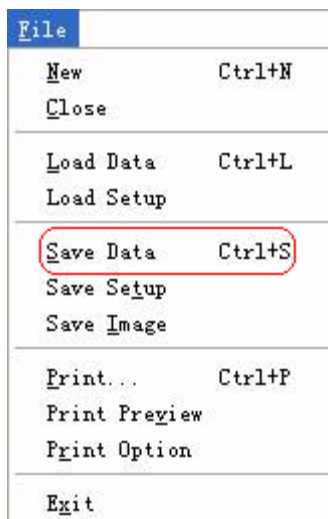 File
New Ctrl+N
Close
Load Data Ctrl+L
Load Setup
Save Data Ctrl+S
Save Setup
Save Image
Print... Ctrl+P
Print Preview
Print Option
Exit